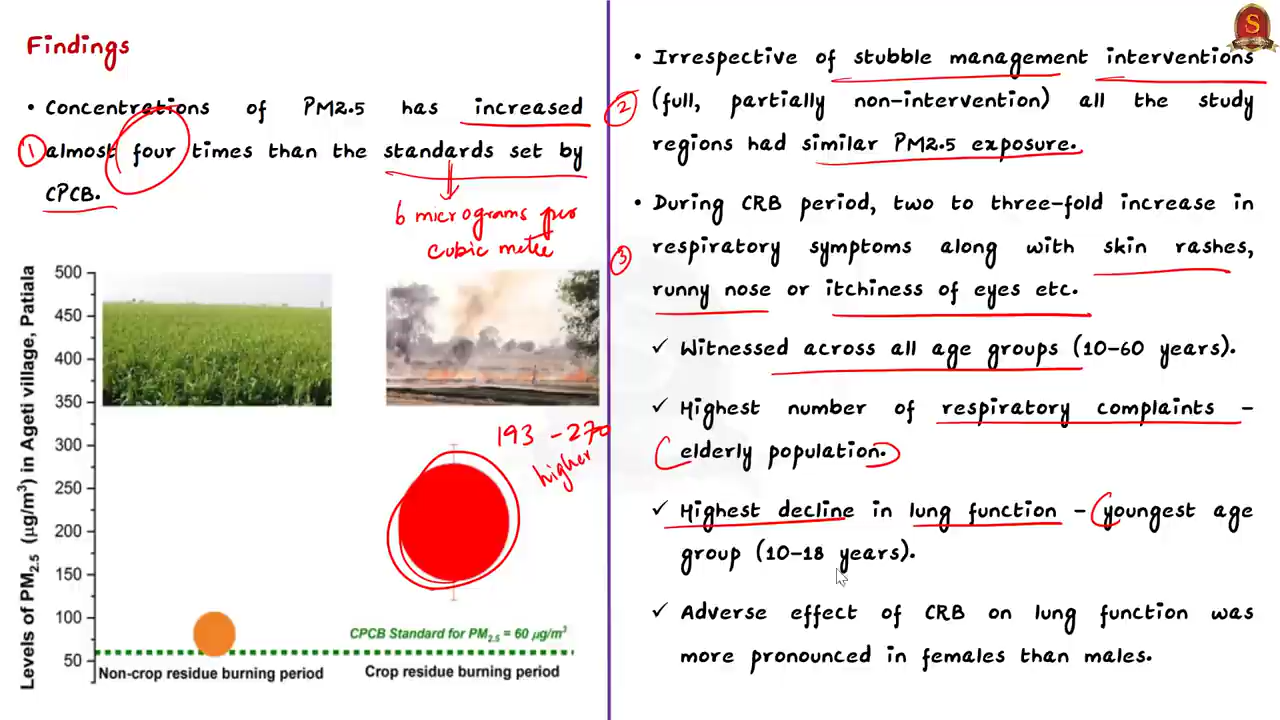 Findings
• Concentrations of PM2.5 has increased
① almost four times than the standards set by
CPCB.
6 micrograms per
cubic mete
Levels of PM2.5 (µg/m³) in Ageti village, Patiala
500
450
400
350
300
250
200
150
100
50
193 - 270
higher
CPCB Standard for PM2.5 = 60 µg/m³
Non-crop residue burning period
Crop residue burning period
S
• Irrespective of stubble management interventions
② (full, partially non-intervention) all the study
regions had similar PM2.5 exposure.
• During CRB period, two to three-fold increase in
③ respiratory symptoms along with skin rashes,
runny nose or itchiness of eyes etc.
✓ Witnessed across all age groups (10-60 years).
✓ Highest number of respiratory complaints -
elderly population.
✓ Highest decline in lung function - youngest age
group (10-18 years).
✓ Adverse effect of CRB on lung function was
more pronounced in females than males.